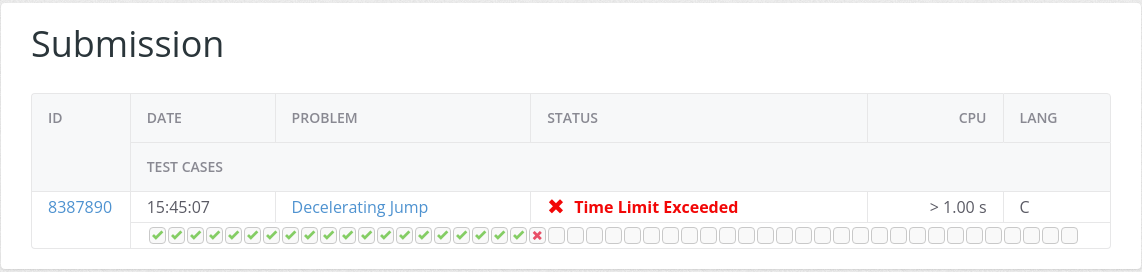 Submission
ID DATE PROBLEM STATUS CPU LANG
TEST CASES
8387890 15:45:07 Decelerating Jump Time Limit Exceeded > 1.00 s C